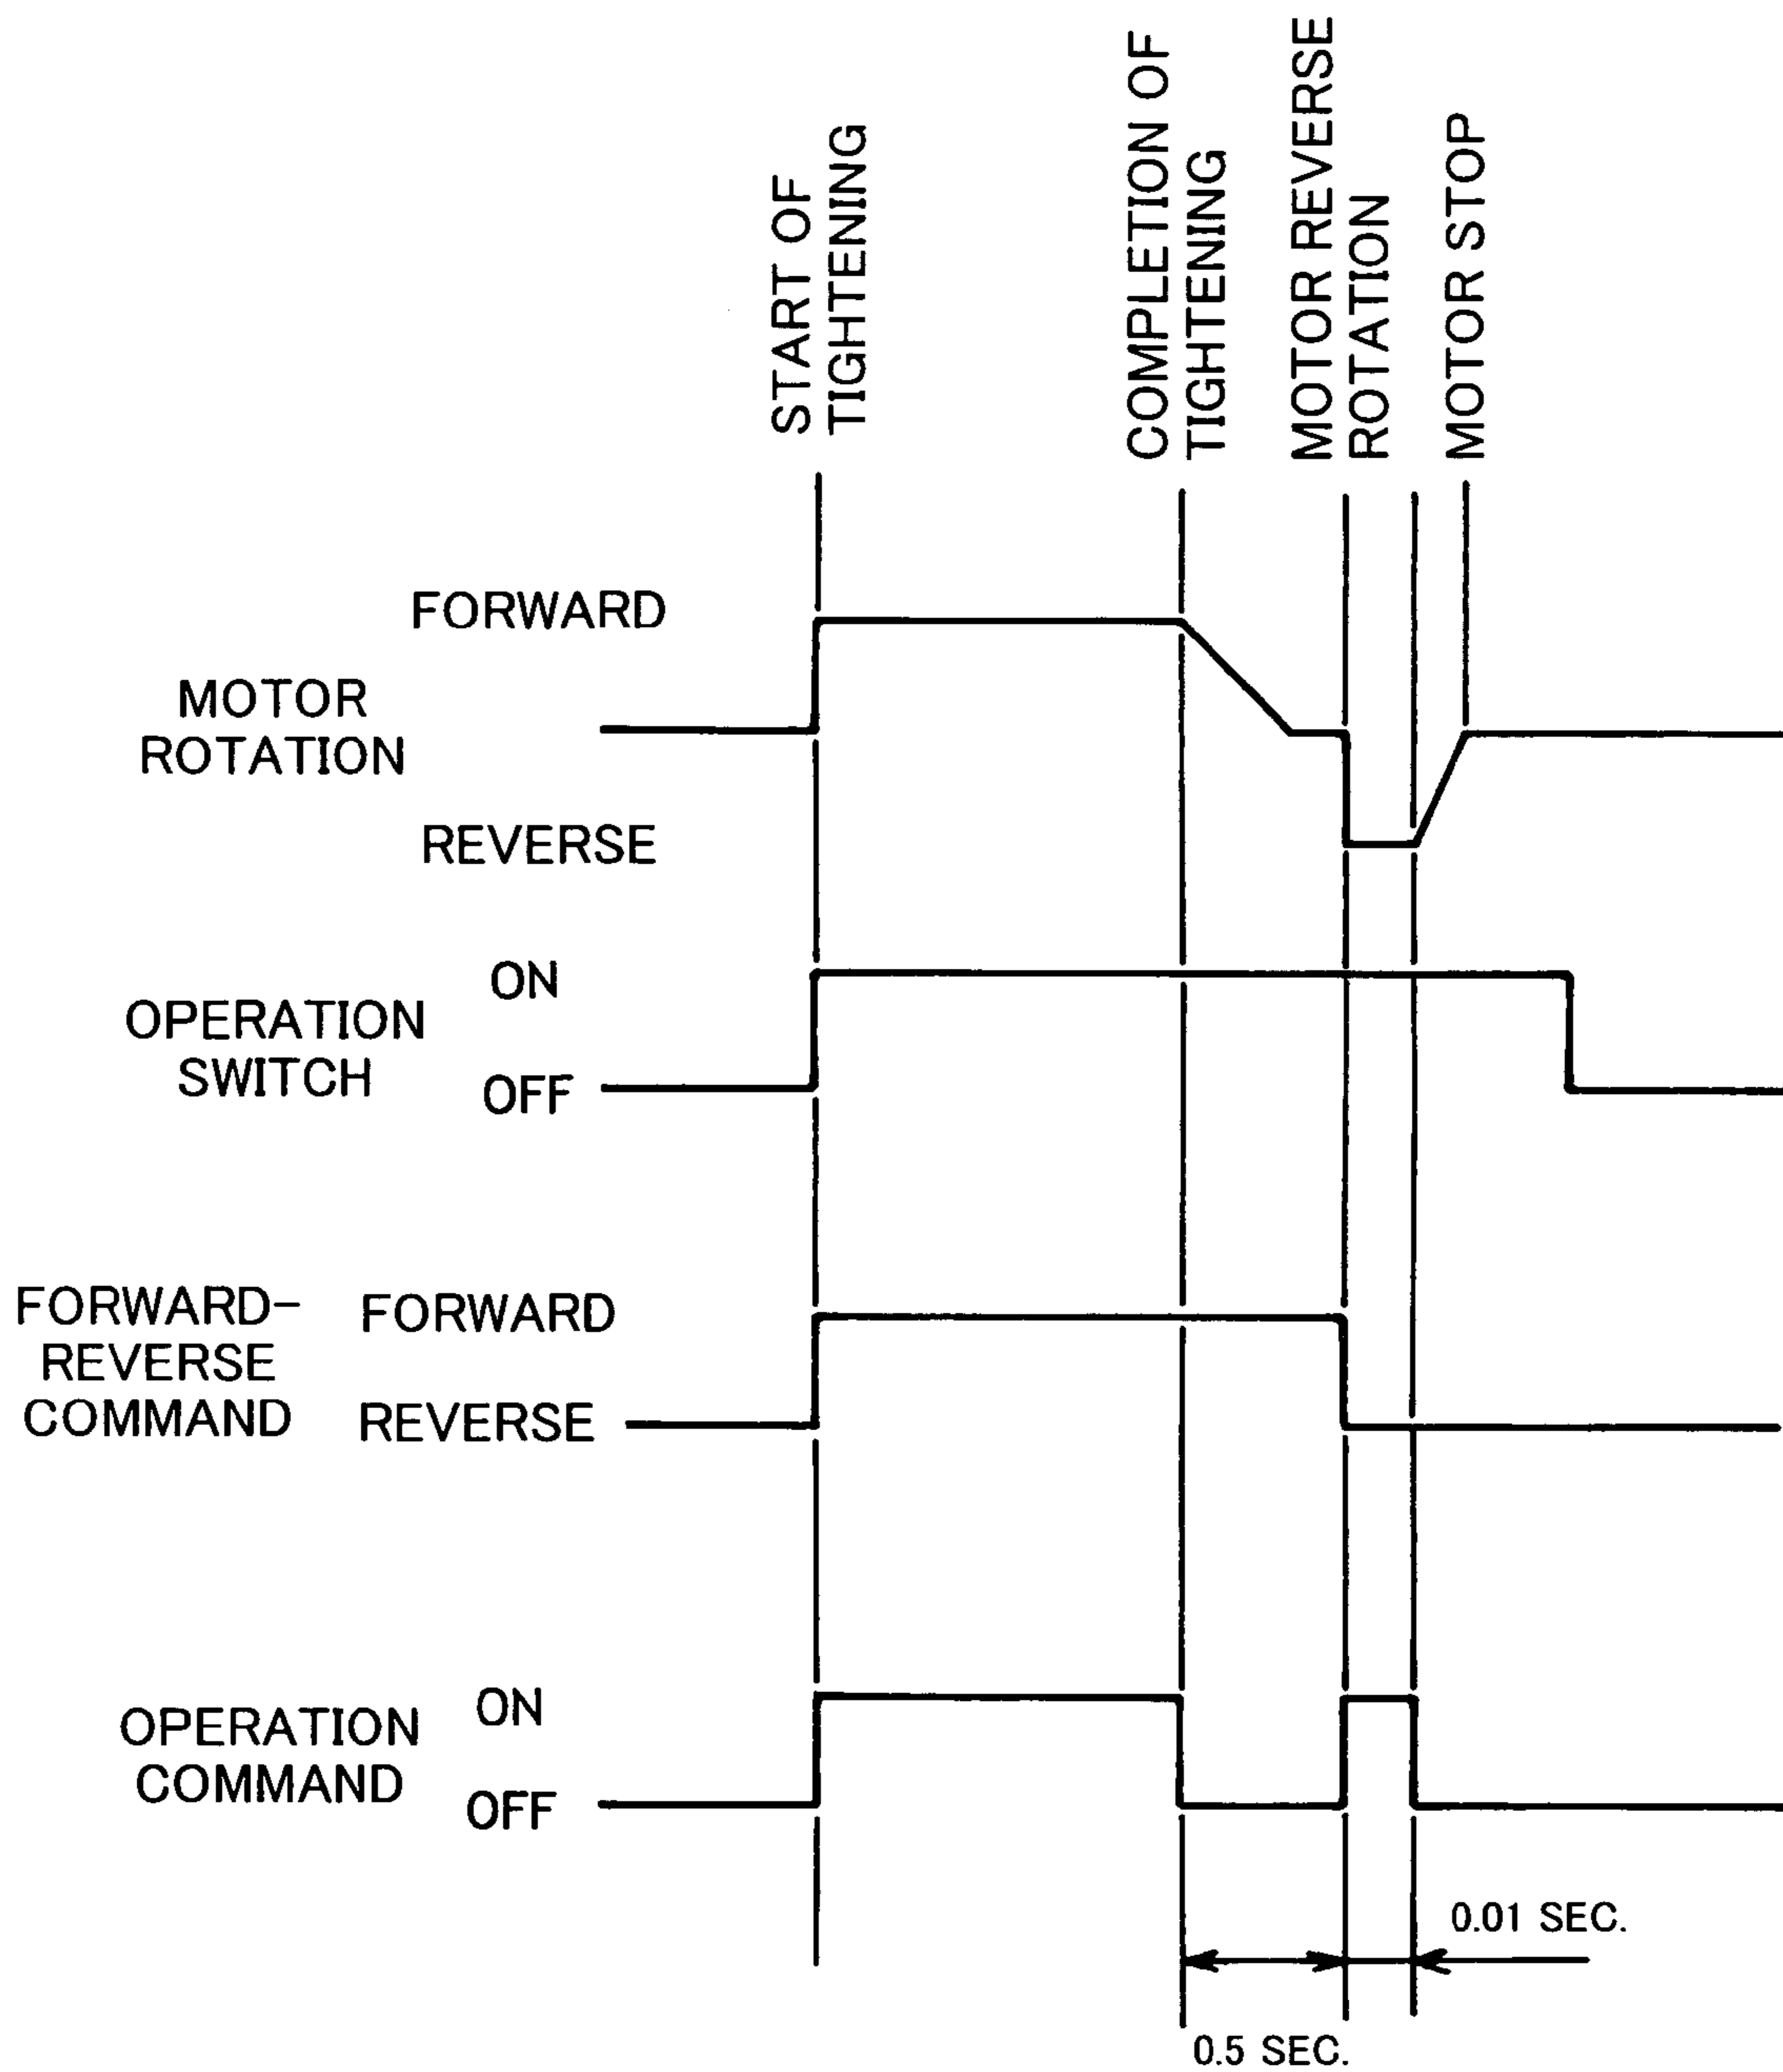 START OF
TIGHTENING
COMPLETION OF
TIGHTENING
MOTOR REVERSE
ROTATION
MOTOR STOP
FORWARD
MOTOR
ROTATION
REVERSE
ON
OPERATION
SWITCH
OFF
FORWARD-
REVERSE
COMMAND
FORWARD
REVERSE
ON
OPERATION
COMMAND
OFF
0.01 SEC.
0.5 SEC.